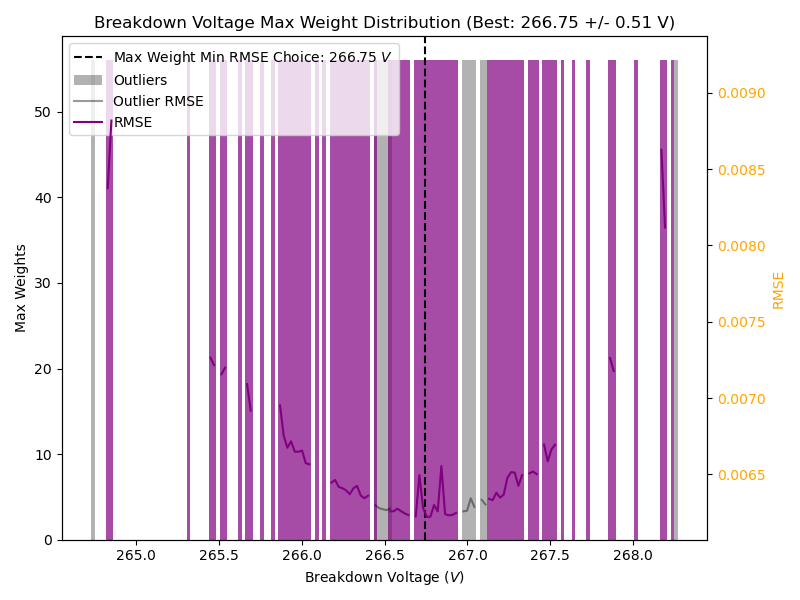 Breakdown Voltage Max Weight Distribution (Best: 266.75 +/- 0.51 V)
Max Weight Min RMSE Choice: 266.75 V
Outliers
Outlier RMSE
RMSE
Max Weights
50
40
30
20
10
0
0.0090
0.0085
0.0080
0.0075
0.0070
0.0065
RMSE
265.0 265.5 266.0 266.5 267.0 267.5 268.0
Breakdown Voltage (V)